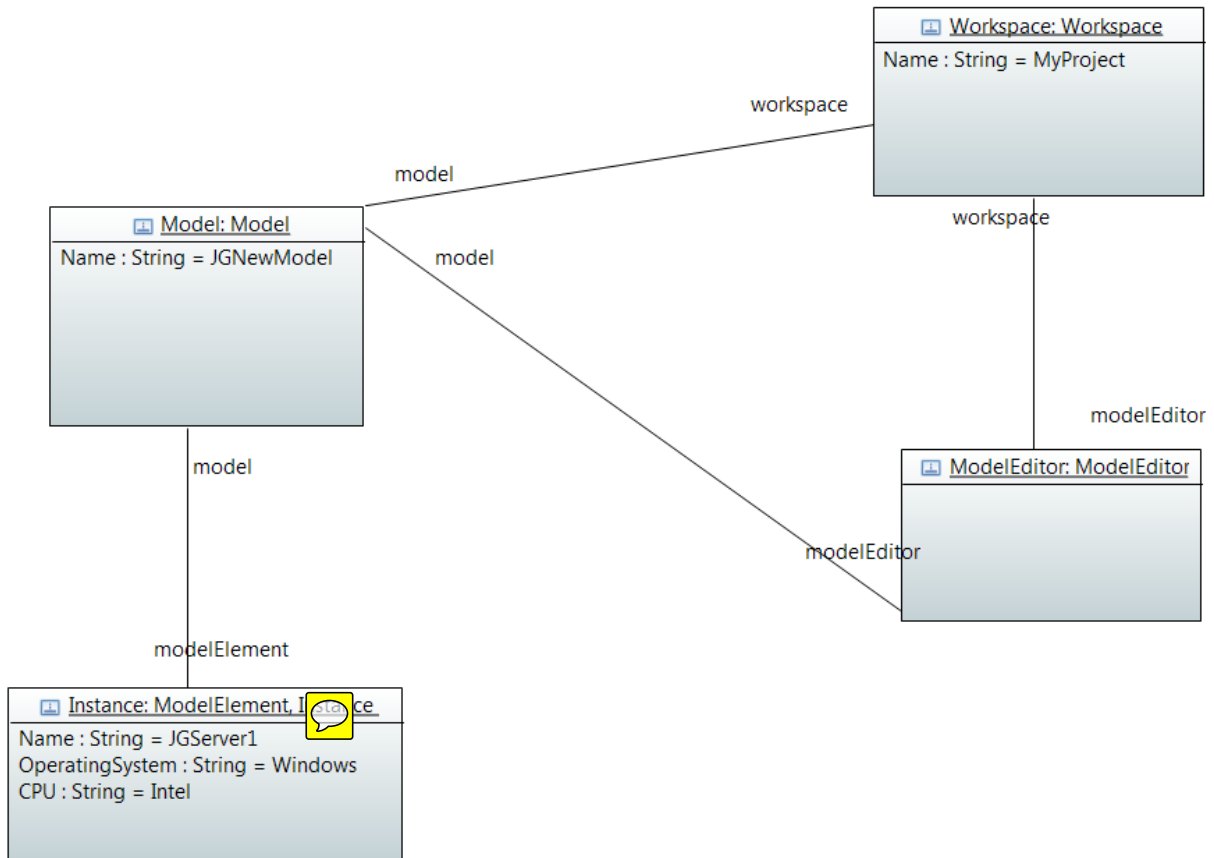 Workspace: Workspace
Name : String = MyProject
workspace
model
workspace
Model: Model
Name : String = JGNewModel
model
modelEditor
model
ModelEditor: ModelEditor
modelEditor
modelElement
Instance: ModelElement, Instance
Name : String = JGServer1
OperatingSystem : String = Windows
CPU : String = Intel